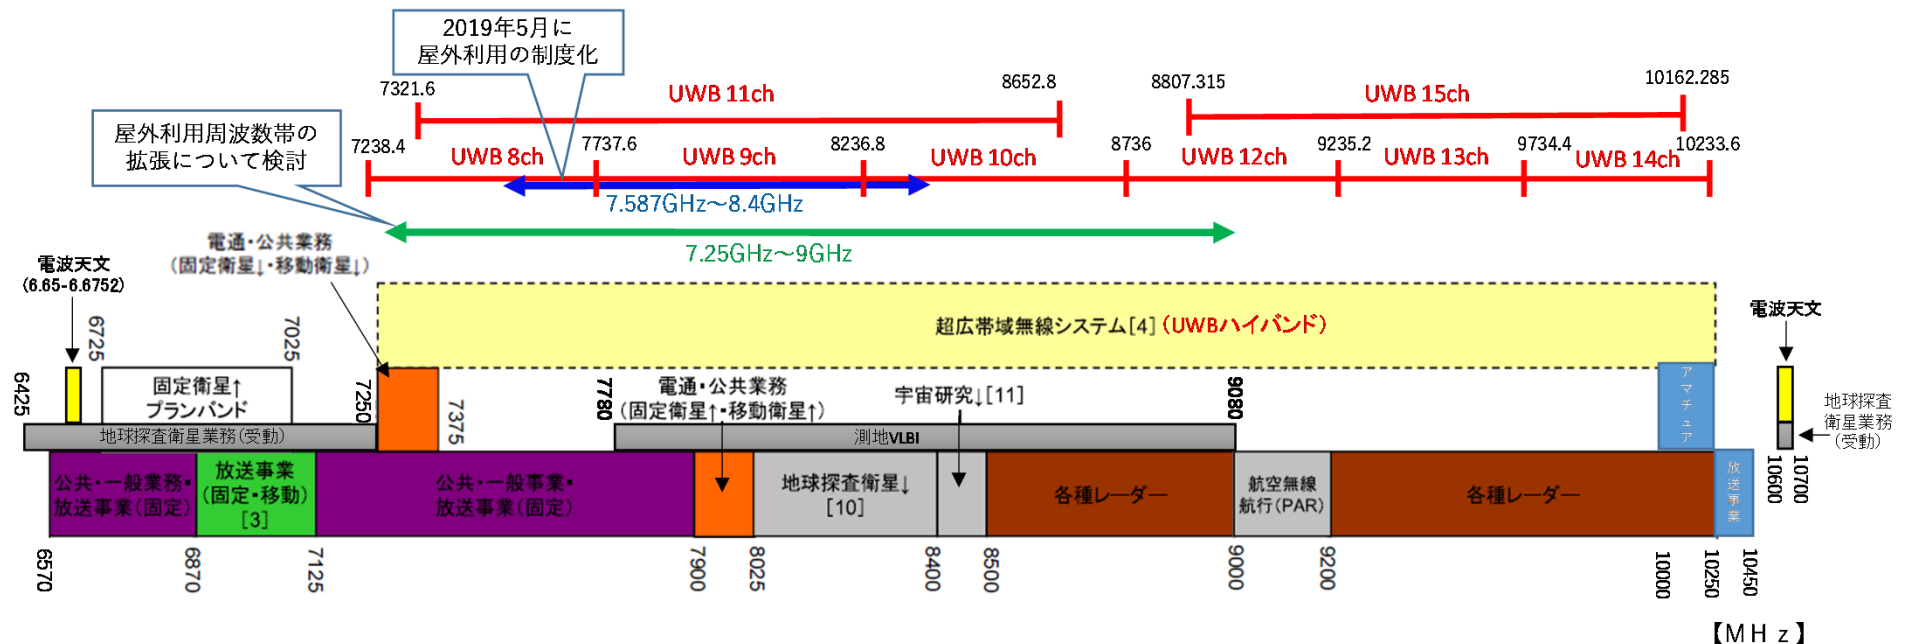 2019年5月に
屋外利用の制度化
7321.6
UWB 11ch
8652.8
8807.315
UWB 15ch
10162.285
屋外利用周波数帯の
拡張について検討
7238.4
UWB 8ch
7737.6
UWB 9ch
8236.8
UWB 10ch
8736
UWB 12ch
9235.2
UWB 13ch
9734.4
UWB 14ch
10233.6
7.587GHz～8.4GHz
7.25GHz～9GHz
電通・公共業務
(固定衛星↓・移動衛星↓)
電波天文
(6.65-6.6752)
超広帯域無線システム[4] (UWBハイバンド)
電波天文
6425
6725
7025
固定衛星↑
プランバンド
7250
7375
7780
電通・公共業務
(固定衛星↑・移動衛星↑)
宇宙研究↓[11]
9080
アマチュア
地球探査
衛星業務
(受動)
地球探査衛星業務(受動)
測地VLBI
公共・一般業務・
放送事業(固定)
放送事業
(固定・移動)
[3]
公共・一般事業・
放送事業(固定)
地球探査衛星↓
[10]
各種レーダー
航空無線
航行(PAR)
各種レーダー
放送事業
10600
10700
6570
6870
7125
7900
8025
8400
8500
9000
9200
10000
10250
10450
【MHz】